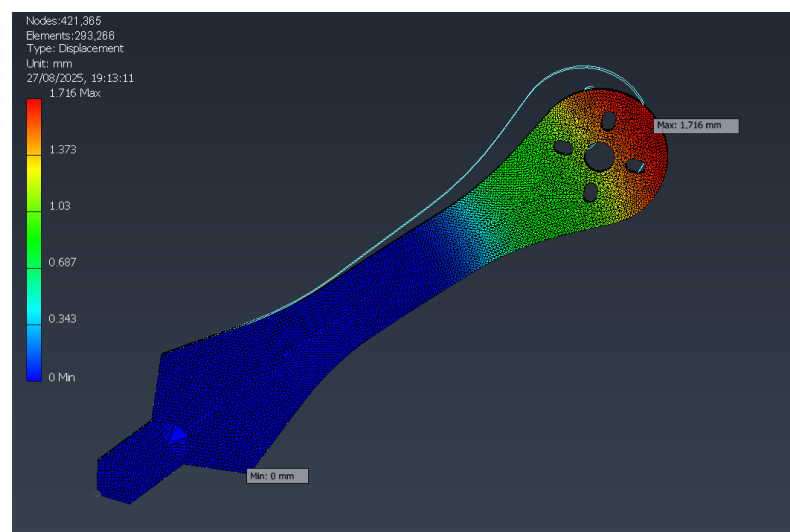 Nodes:421,365
Elements:293,266
Type: Displacement
Unit: mm
27/08/2025, 19:13:11
1.716 Max
1.373
1.03
0.687
0.343
0 Min
Max: 1,716 mm
Min: 0 mm